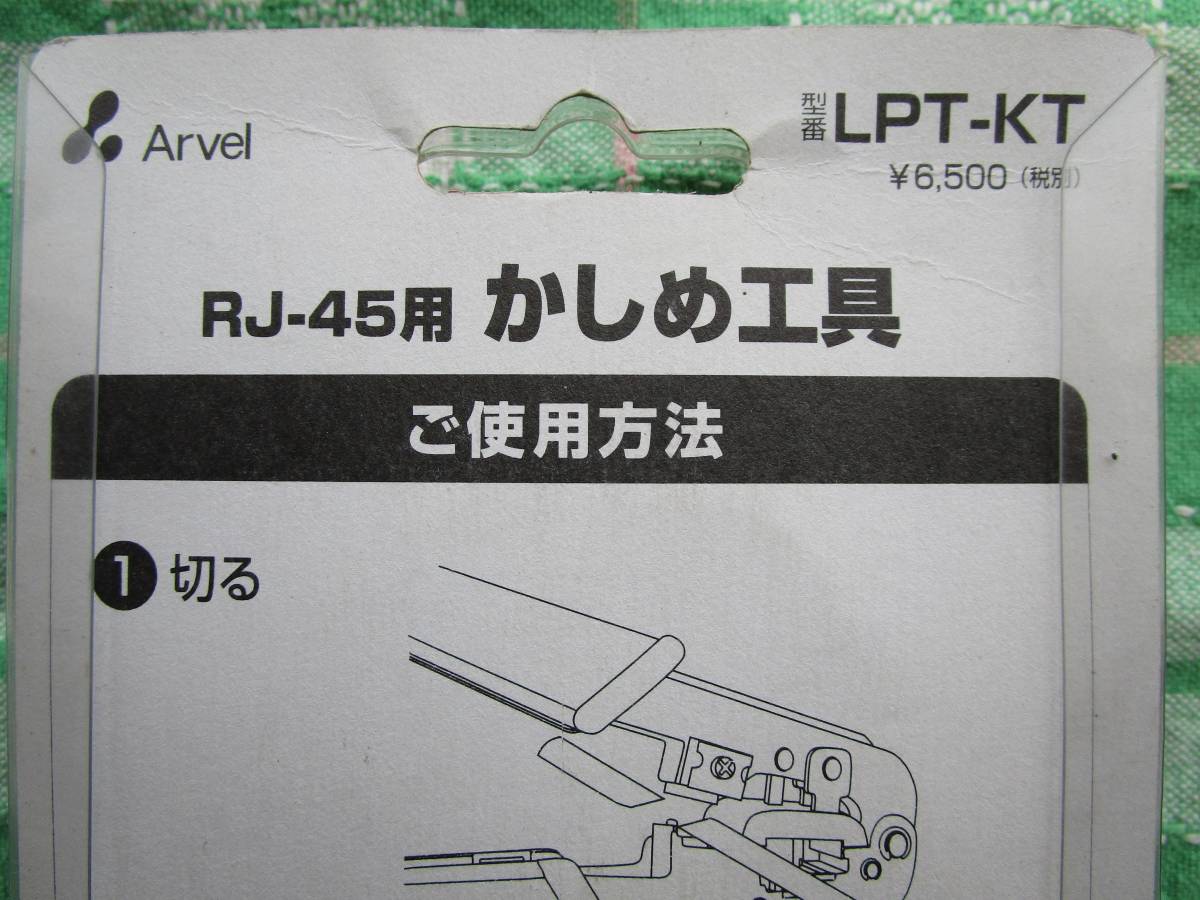 Arvel
型番 LPT-KT
¥6,500（税別）
RJ-45用 かしめ工具
ご使用方法
1 切る